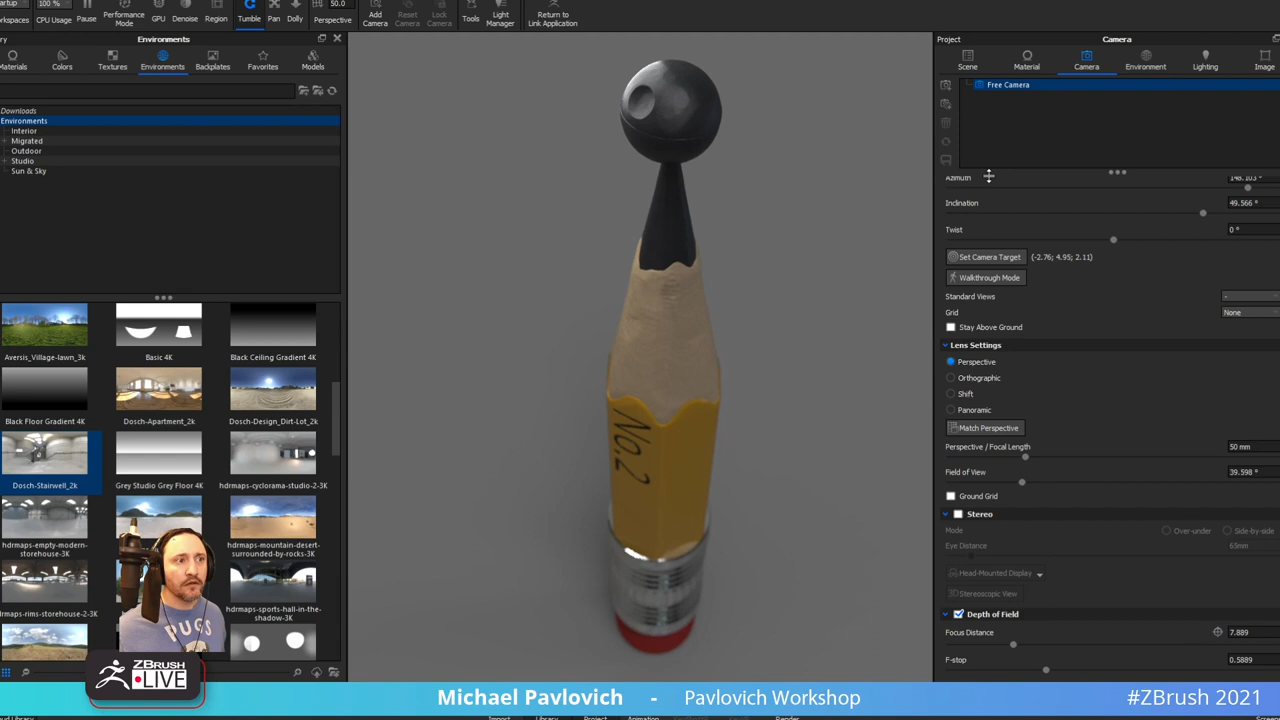 100 %
50.0
CPU Usage
Pause
Performance
Mode
GPU
Denoise
Region
Tumble
Pan
Dolly
Perspective
Add
Camera
Reset
Camera
Lock
Camera
Tools
Light
Manager
Return to
Link Application
Environments
Project
Camera
Colors
Textures
Environments
Backplates
Favorites
Models
Scene
Material
Camera
Environment
Lighting
Image
Free Camera
Downloads
Environments
Interior
Migrated
Outdoor
Studio
Sun & Sky
Azimuth
Inclination
49.566 °
Twist
0 °
Set Camera Target
(-2.76; 4.95; 2.11)
Walkthrough Mode
Standard Views
-
Grid
None
Stay Above Ground
Lens Settings
Perspective
Orthographic
Shift
Panoramic
Match Perspective
Perspective / Focal Length
50 mm
Field of View
39.598 °
Ground Grid
Stereo
Mode
Over-under
Side-by-side
Eye Distance
65mm
Head-Mounted Display
Stereoscopic View
Depth of Field
Focus Distance
7.889
F-stop
0.5889
Aversis_Village-lawn_3k
Basic 4K
Black Ceiling Gradient 4K
Black Floor Gradient 4K
Dosch-Apartment_2k
Dosch-Design_Dirt-Lot_2k
Dosch-Stairwell_2k
Grey Studio Grey Floor 4K
hdrmaps-cyclorama-studio-2-3K
hdrmaps-empty-modern-
storehouse-3K
hdrmaps-mountain-desert-
surrounded-by-rocks-3K
hdrmaps-sports-hall-in-the-
shadow-3K
No.2
PUGS
ZBRUSH
LIVE
Michael Pavlovich - Pavlovich Workshop
#ZBrush 2021